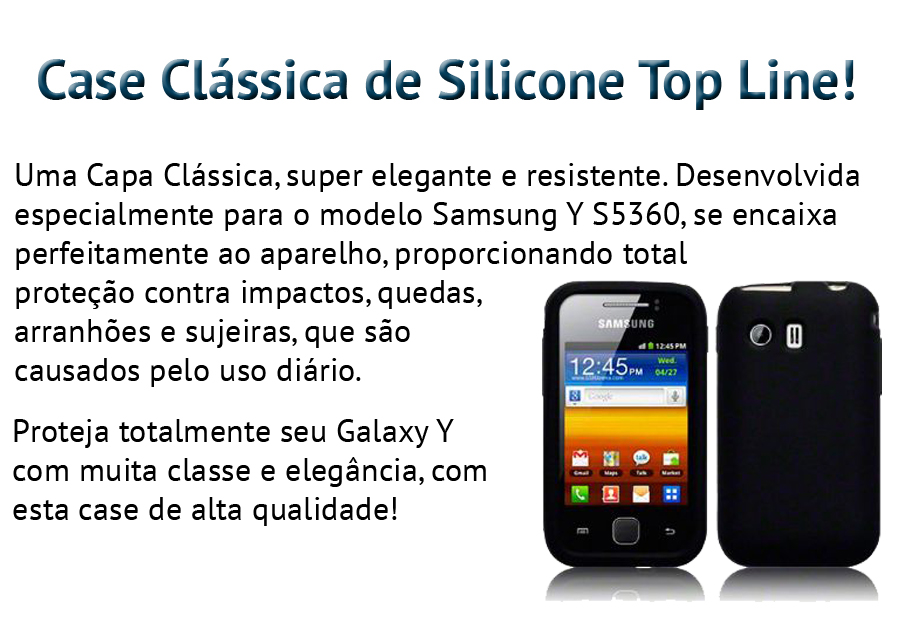 Case Clássica de Silicone Top Line!
Uma Capa Clássica, super elegante e resistente. Desenvolvida
especialmente para o modelo Samsung Y S5360, se encaixa
perfeitamente ao aparelho, proporcionando total
proteção contra impactos, quedas,
arranhões e sujeiras, que são
causados pelo uso diário.
Proteja totalmente seu Galaxy Y
com muita classe e elegância, com
esta case de alta qualidade!
SAMSUNG
12:45 PM
12:45PM
Wed.
04/27
Google
Gmail Maps Talk Market